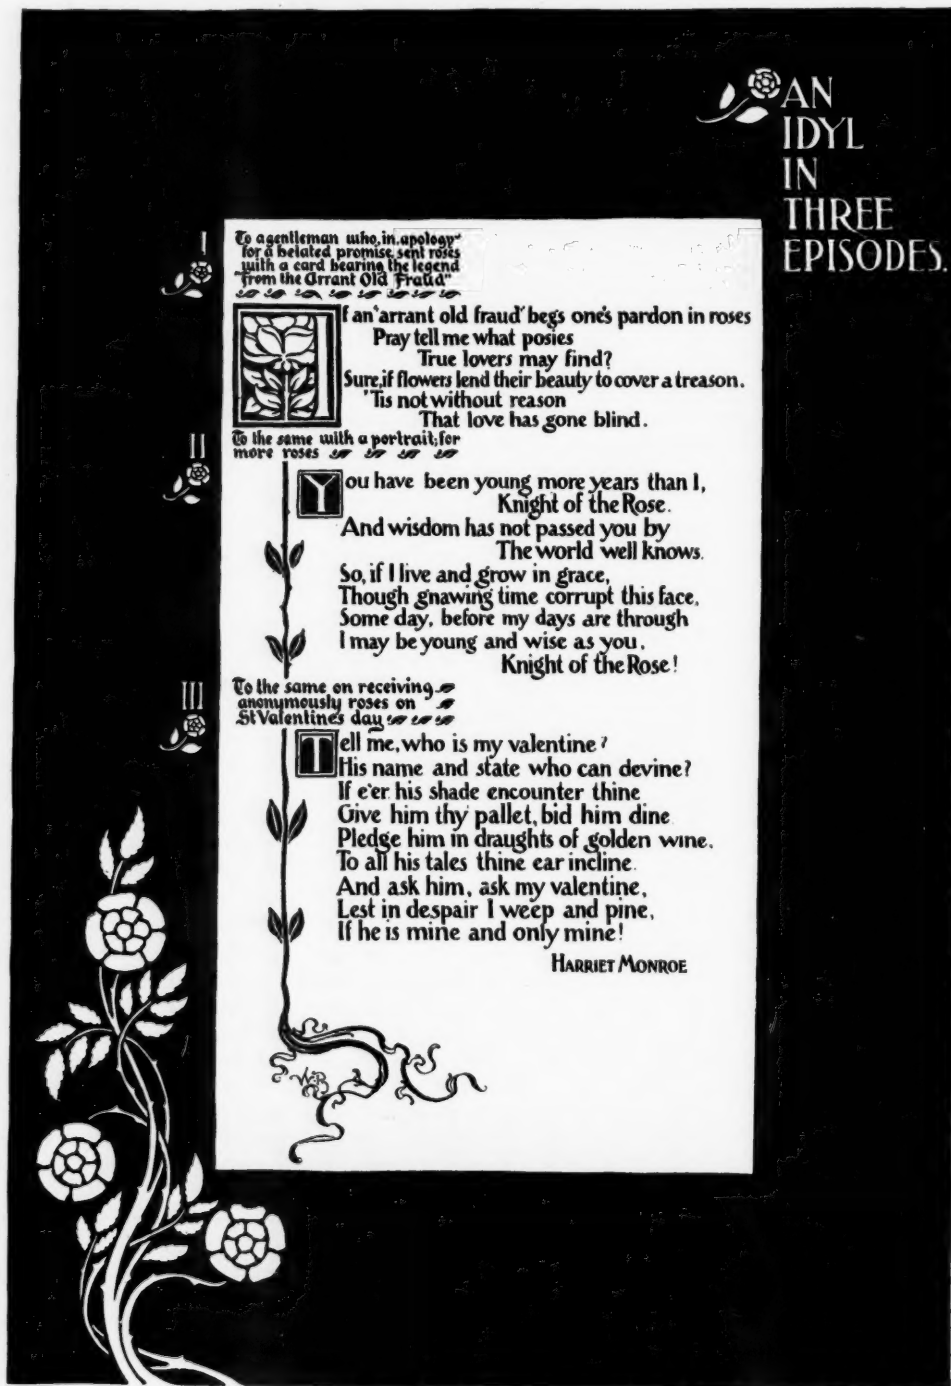 AN
IDYL
IN
THREE
EPISODES.
I
To a gentleman who, in apology
for a belated promise, sent roses
with a card bearing the legend
"from the Arrant Old Fraud"
If an 'arrant old fraud' begs one's pardon in roses
Pray tell me what posies
True lovers may find?
Sure, if flowers lend their beauty to cover a treason,
'Tis not without reason
That love has gone blind.
II
To the same with a portrait, for
more roses
You have been young more years than I,
Knight of the Rose.
And wisdom has not passed you by
The world well knows.
So, if I live and grow in grace,
Though gnawing time corrupt this face,
Some day, before my days are through
I may be young and wise as you,
Knight of the Rose!
III
To the same on receiving
anonymously roses on
St Valentine's day
Tell me, who is my valentine?
His name and state who can devine?
If e'er his shade encounter thine
Give him thy pallet, bid him dine
Pledge him in draughts of golden wine,
To all his tales thine ear incline.
And ask him, ask my valentine,
Lest in despair I weep and pine,
If he is mine and only mine!
HARRIET MONROE
W·B